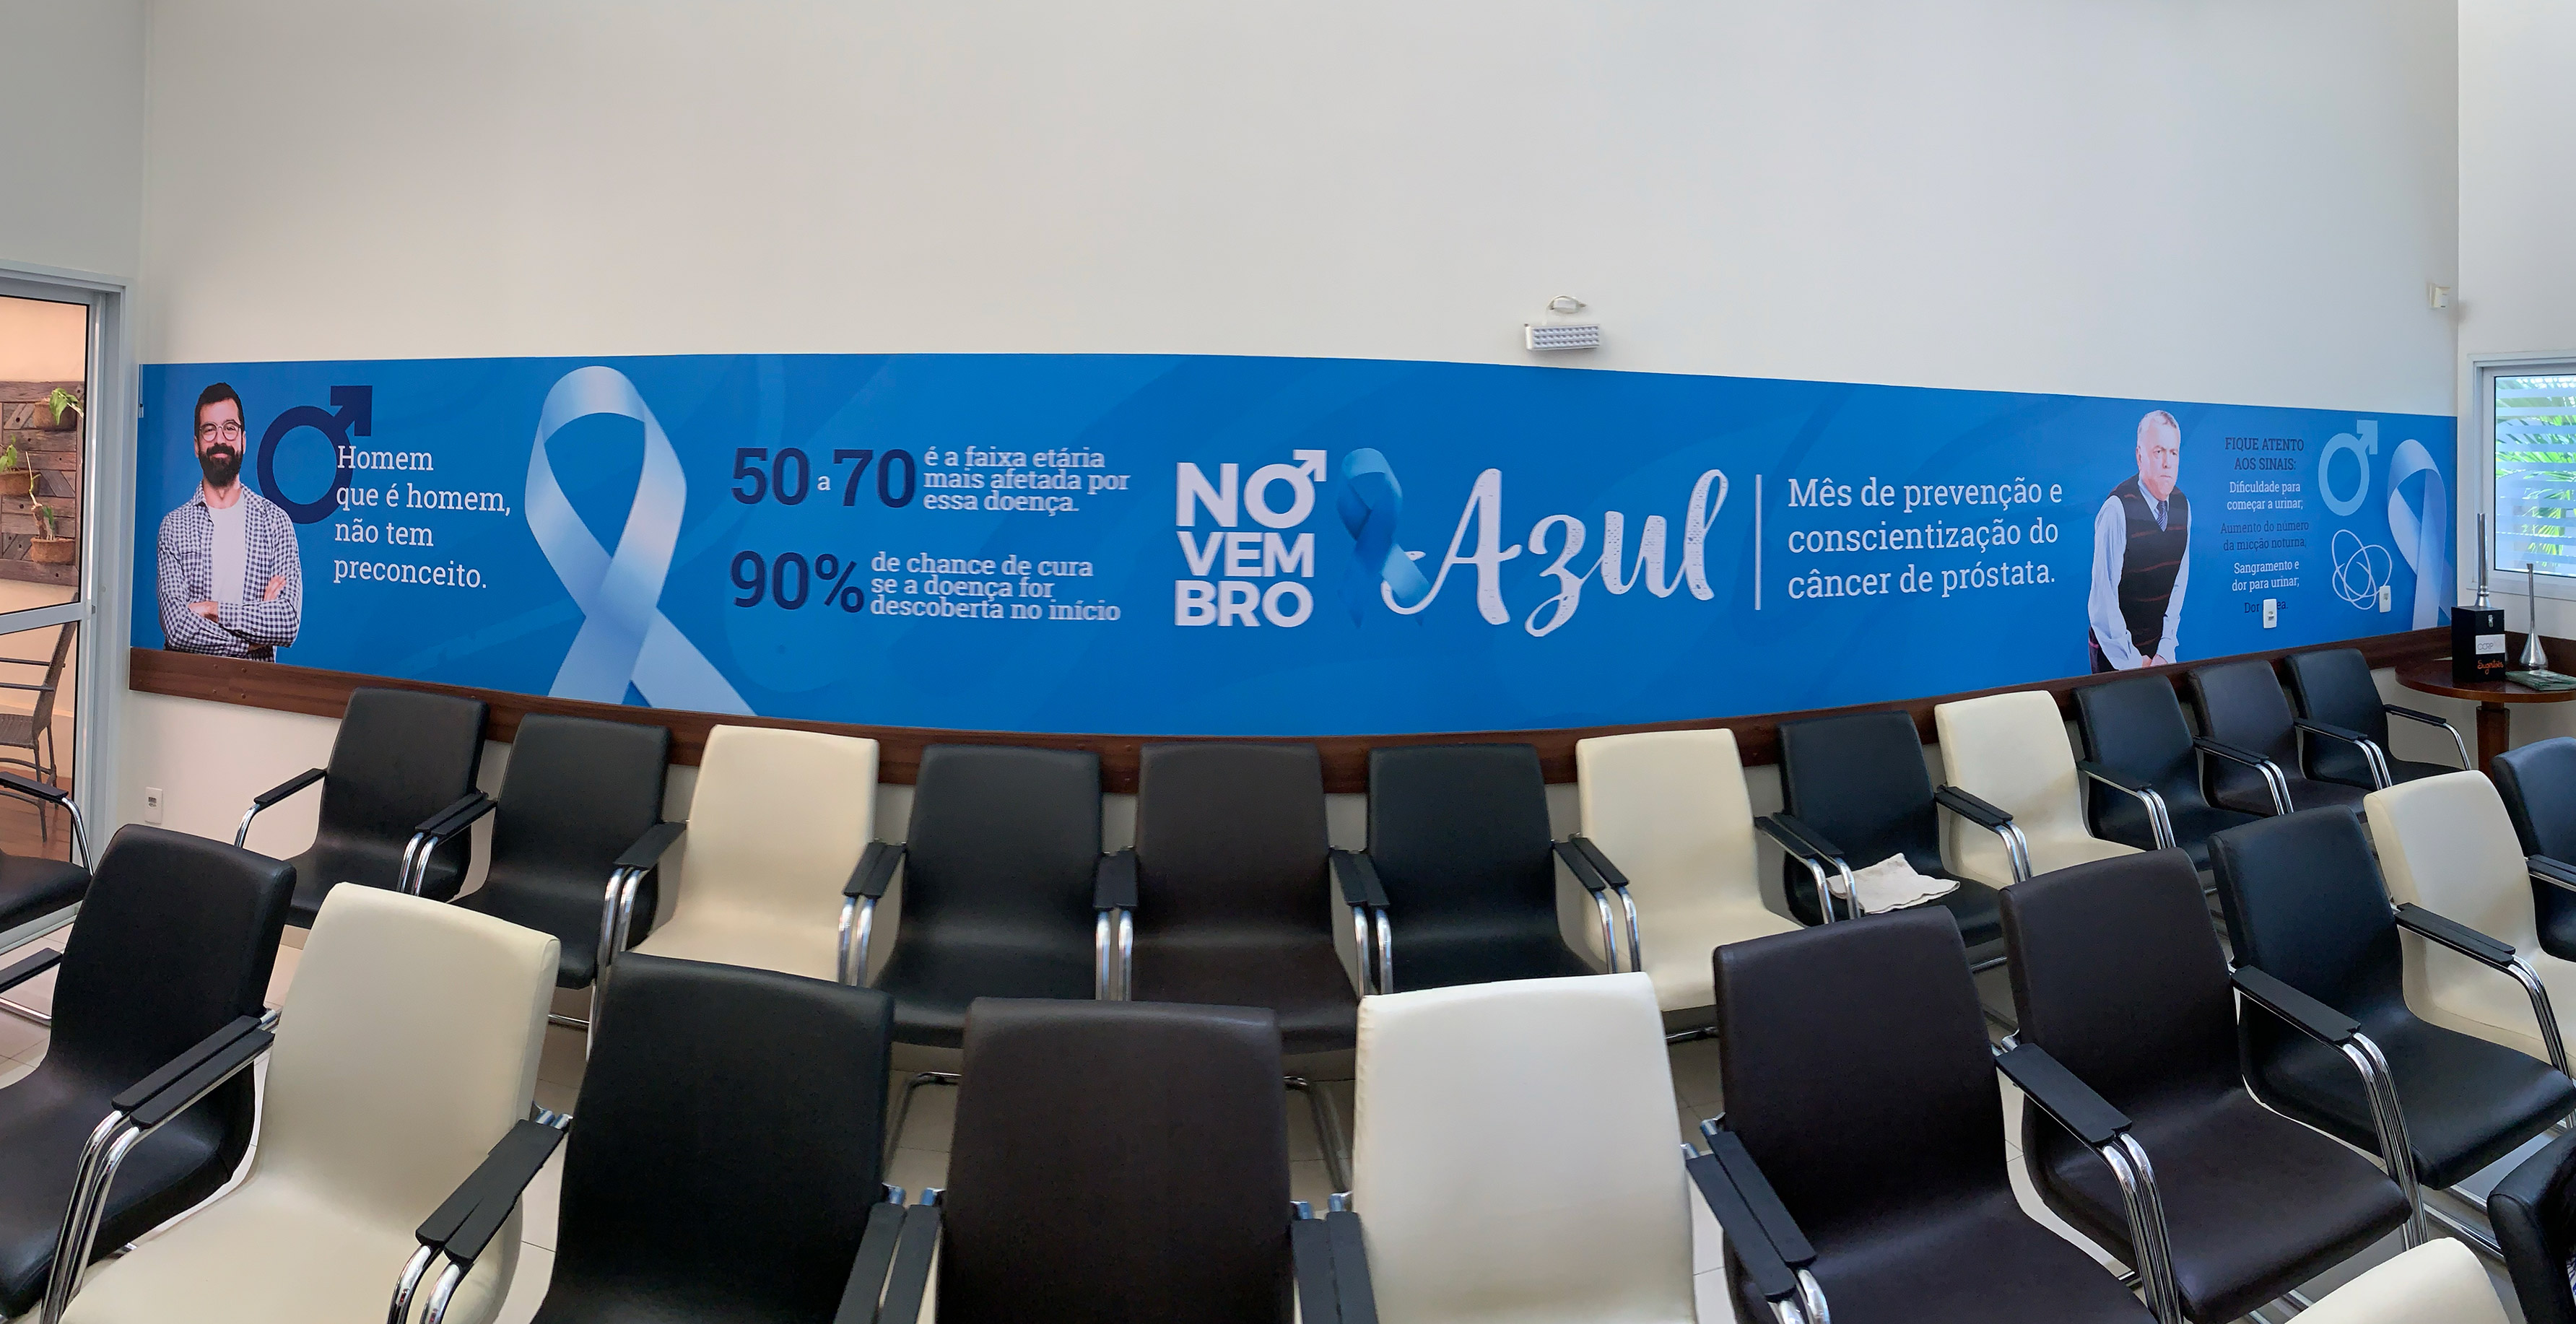 Homem
que é homem,
não tem
preconceito.
50 a 70
é a faixa etária
mais afetada por
essa doença.
90%
de chance de cura
se a doença for
descoberta no início
NO
VEM
BRO
Azul
Mês de prevenção e
conscientização do
câncer de próstata.
FIQUE ATENTO
AOS SINAIS:
Dificuldade para
começar a urinar;
Aumento do número
da micção noturna;
Sangramento e
dor para urinar;
Dor
Sugestões